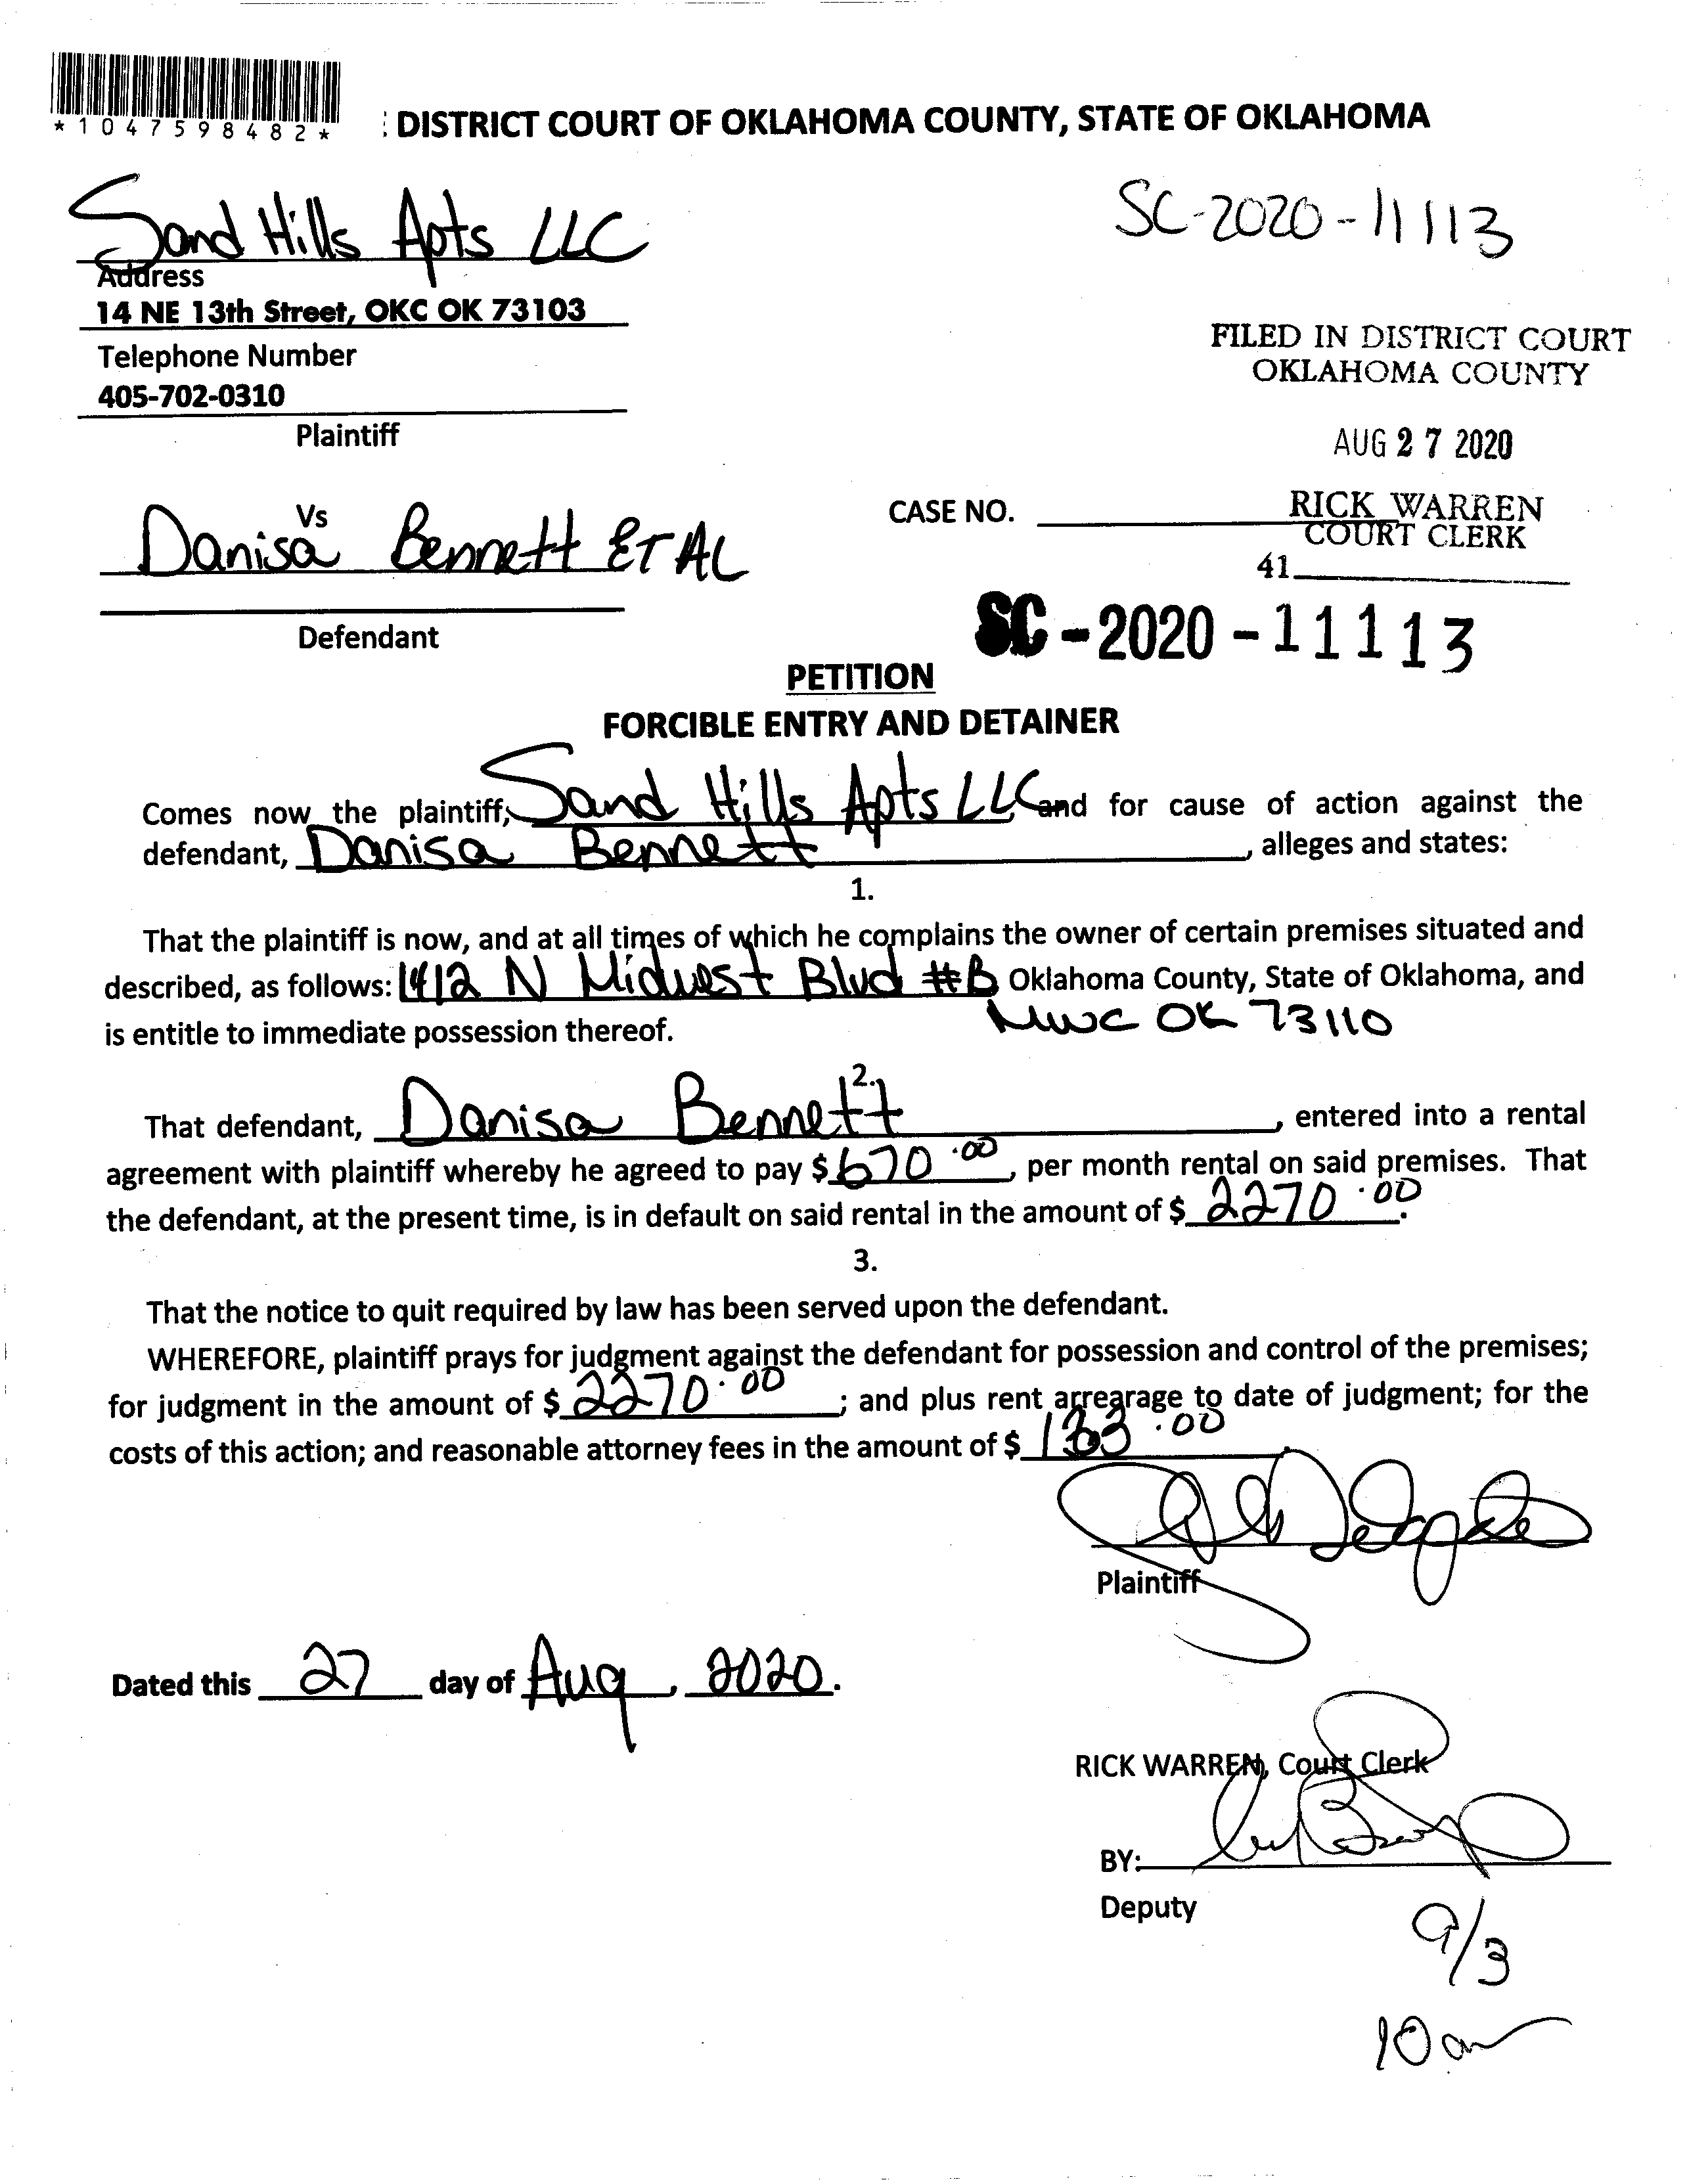 *1047598482*
: DISTRICT COURT OF OKLAHOMA COUNTY, STATE OF OKLAHOMA
Sand Hills Apts LLC
SC-2020-11113
Address
14 NE 13th Street, OKC OK 73103
FILED IN DISTRICT COURT
OKLAHOMA COUNTY
Telephone Number
405-702-0310
Plaintiff
AUG 27 2020
Vs
CASE NO.
RICK WARREN
COURT CLERK
Danisa Bennett ET AL
41
Defendant
SC-2020-11113
PETITION
FORCIBLE ENTRY AND DETAINER
Comes now the plaintiff, Sand Hills Apts LLC and for cause of action against the
defendant, Danisa Bennett, alleges and states:
1.
That the plaintiff is now, and at all times of which he complains the owner of certain premises situated and
described, as follows: 1412 N Midwest Blvd #B Oklahoma County, State of Oklahoma, and
is entitle to immediate possession thereof. MWC OK 73110
2.
That defendant, Danisa Bennett, entered into a rental
agreement with plaintiff whereby he agreed to pay $ 670.00, per month rental on said premises. That
the defendant, at the present time, is in default on said rental in the amount of $ 2270.00.
3.
That the notice to quit required by law has been served upon the defendant.
WHEREFORE, plaintiff prays for judgment against the defendant for possession and control of the premises;
for judgment in the amount of $ 2270.00; and plus rent arrearage to date of judgment; for the
costs of this action; and reasonable attorney fees in the amount of $ 133.00
Plaintiff
Dated this 27 day of Aug, 2020.
RICK WARREN, Court Clerk
BY:
Deputy
9/3
10 am